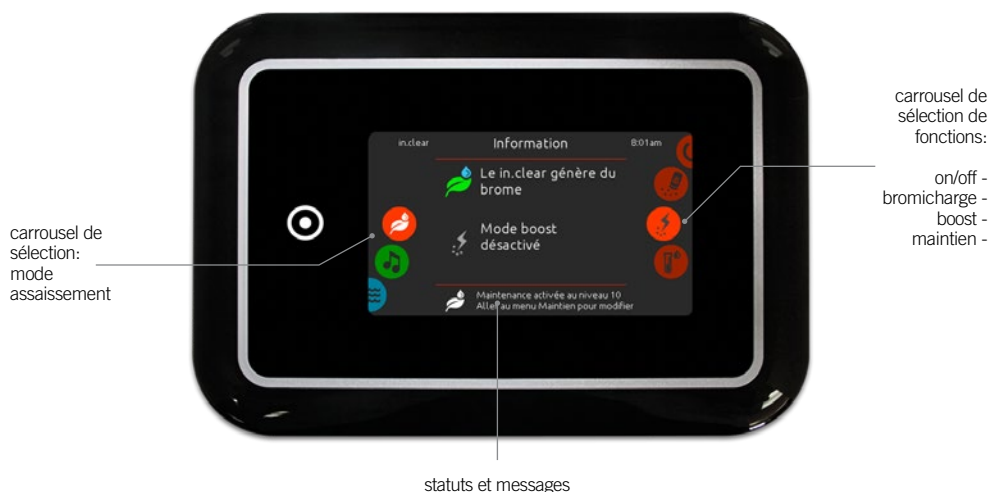 carrousel de
sélection:
mode
assaissement
in.clear
Information
8:01am
Le in.clear génère du
brome
Mode boost
désactivé
Maintenance activée au niveau 10
Aller au menu Maintien pour modifier
carrousel de
sélection de
fonctions:
on/off -
bromicharge -
boost -
maintien -
statuts et messages